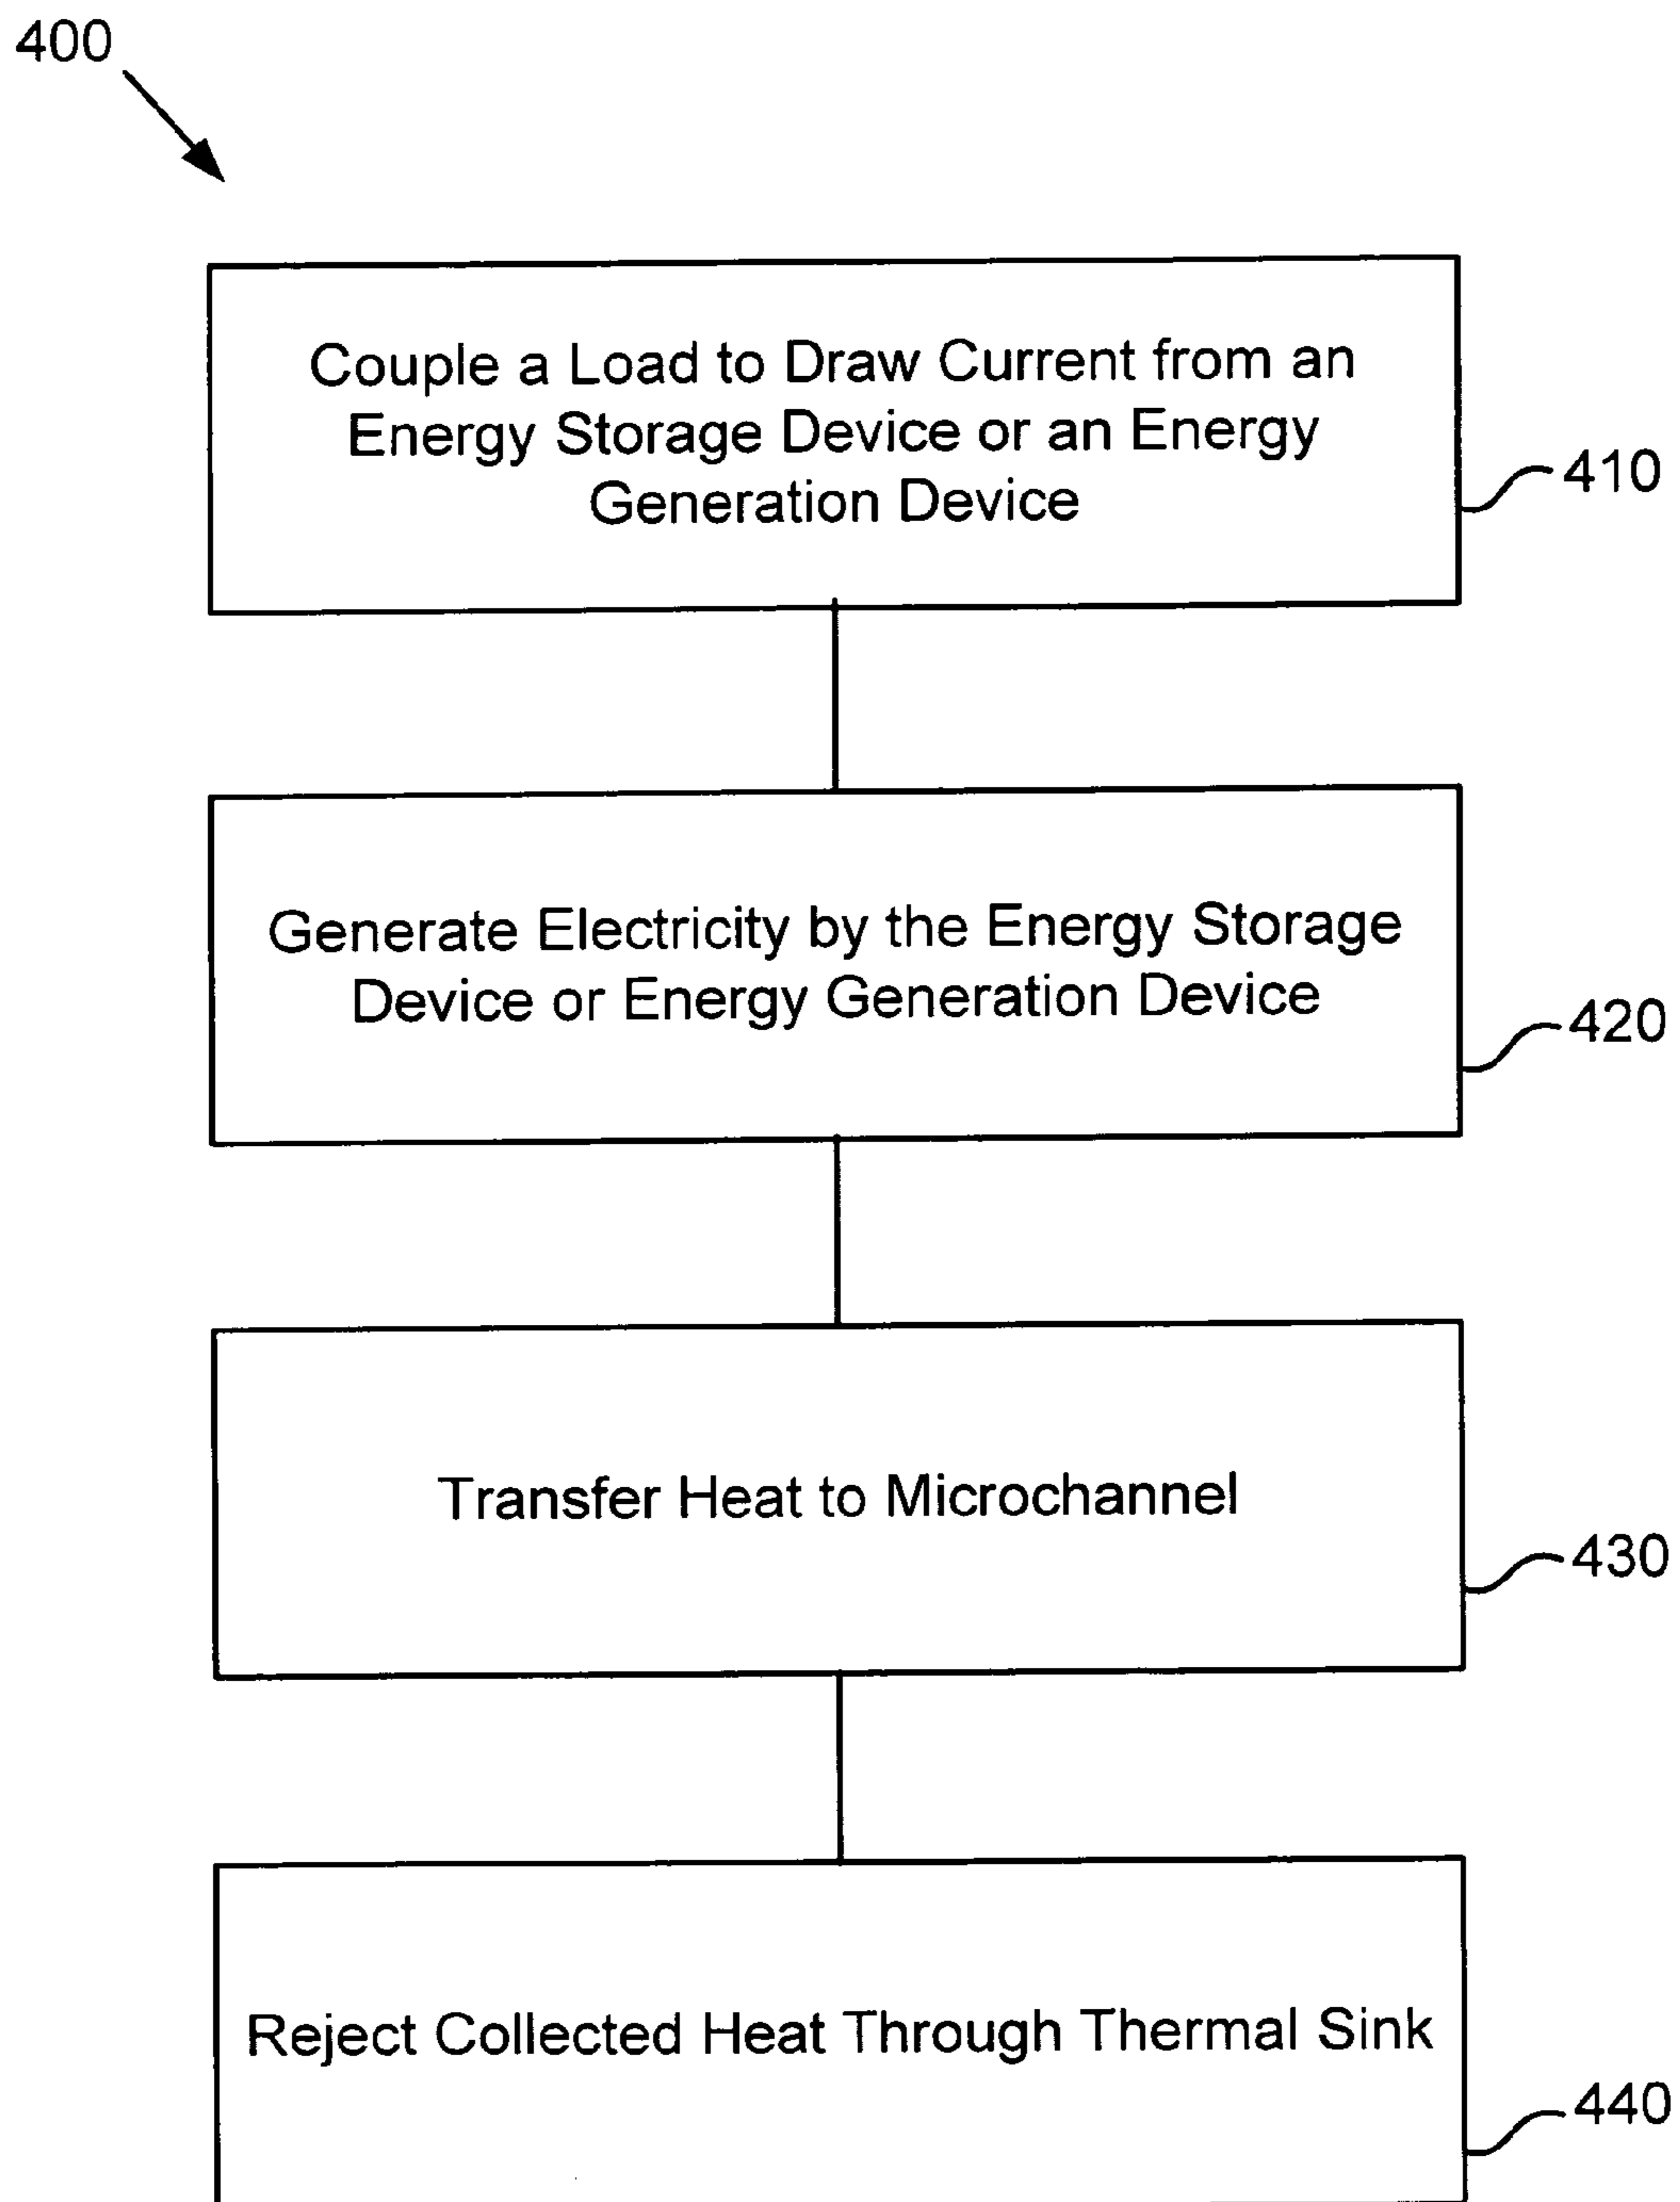 400
Couple a Load to Draw Current from an
Energy Storage Device or an Energy
Generation Device
410
Generate Electricity by the Energy Storage
Device or Energy Generation Device
420
Transfer Heat to Microchannel
430
Reject Collected Heat Through Thermal Sink
440